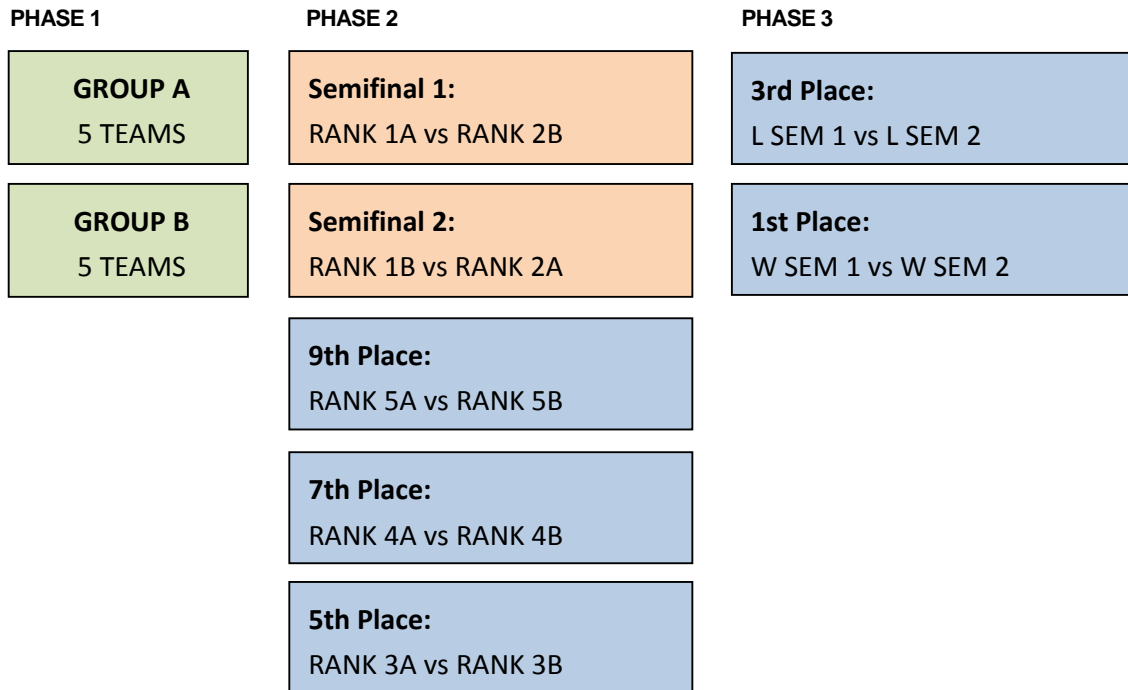 PHASE 1
PHASE 2
PHASE 3
GROUP A
5 TEAMS
GROUP B
5 TEAMS
Semifinal 1:
RANK 1A vs RANK 2B
Semifinal 2:
RANK 1B vs RANK 2A
9th Place:
RANK 5A vs RANK 5B
7th Place:
RANK 4A vs RANK 4B
5th Place:
RANK 3A vs RANK 3B
3rd Place:
L SEM 1 vs L SEM 2
1st Place:
W SEM 1 vs W SEM 2